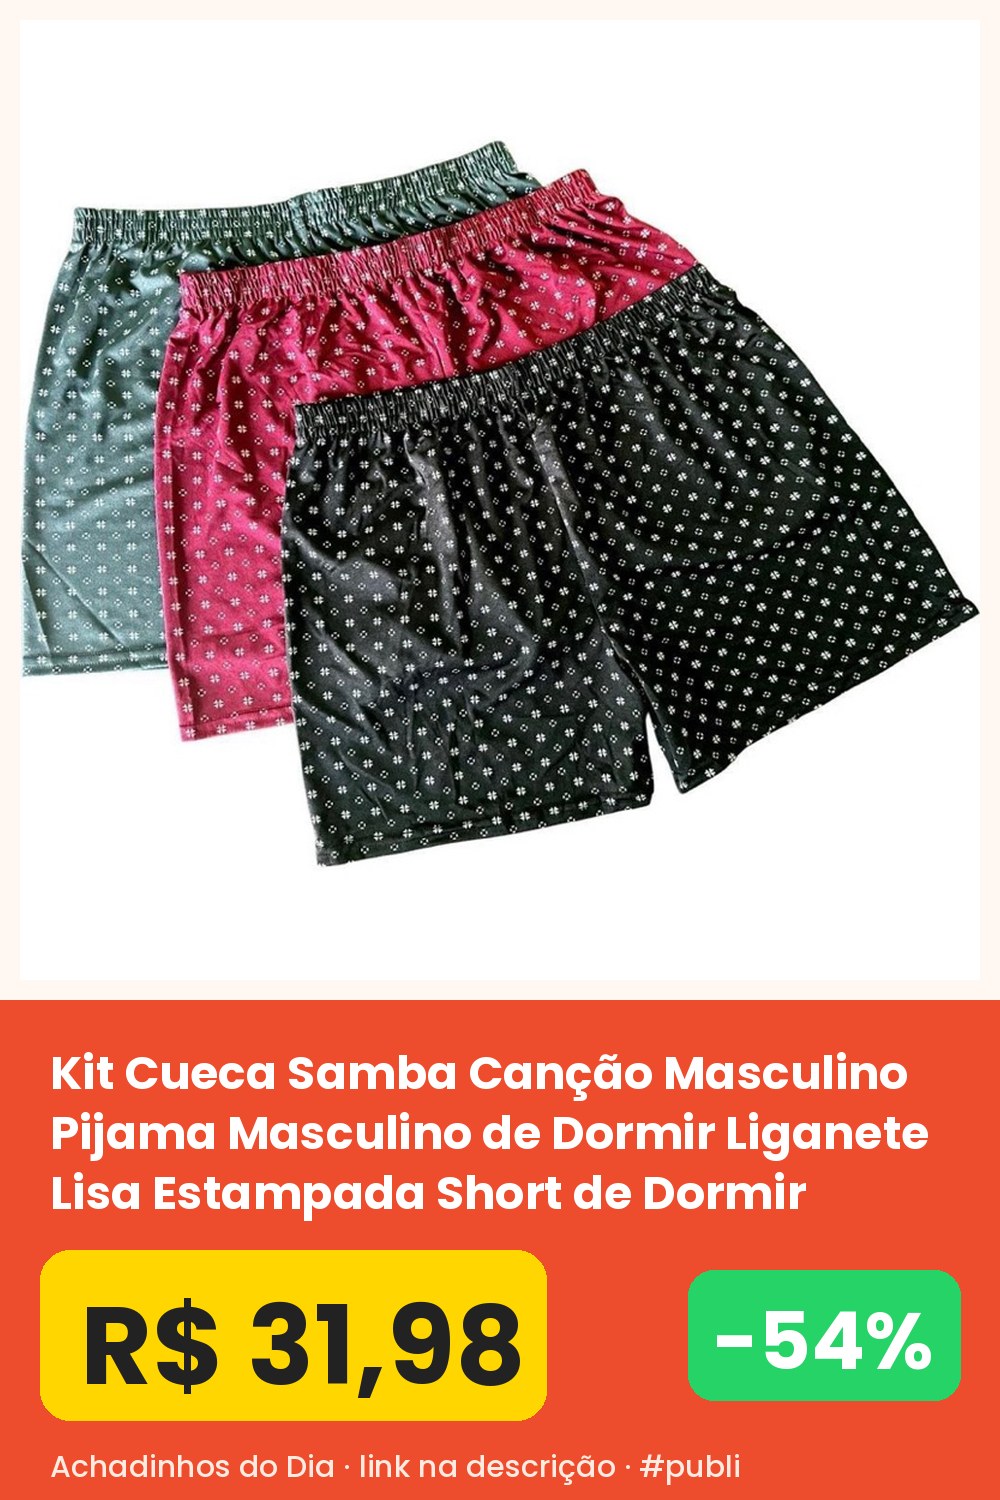 Kit Cueca Samba Canção Masculino
Pijama Masculino de Dormir Liganete
Lisa Estampada Short de Dormir
R$ 31,98
-54%
Achadinhos do Dia · link na descrição · #publi